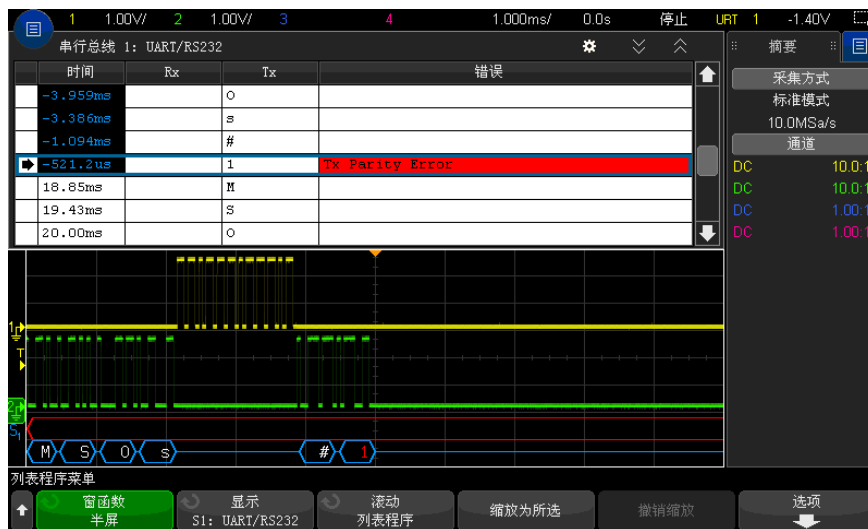 1 1.00V/ 2 1.00V/ 3 4 1.000ms/ 0.0s 停止 URT 1 -1.40V
串行总线 1: UART/RS232
时间 Rx Tx 错误
-3.959ms O
-3.386ms s
-1.094ms #
-521.2us 1 Tx Parity Error
18.85ms M
19.43ms S
20.00ms O
摘要
采集方式
标准模式
10.0MSa/s
通道
DC 10.0:1
DC 10.0:1
DC 1.00:1
DC 1.00:1
1
T
2
S1
M S O s # 1
列表程序菜单
窗函数
半屏
显示
S1: UART/RS232
滚动
列表程序
缩放为所选
撤销缩放
选项